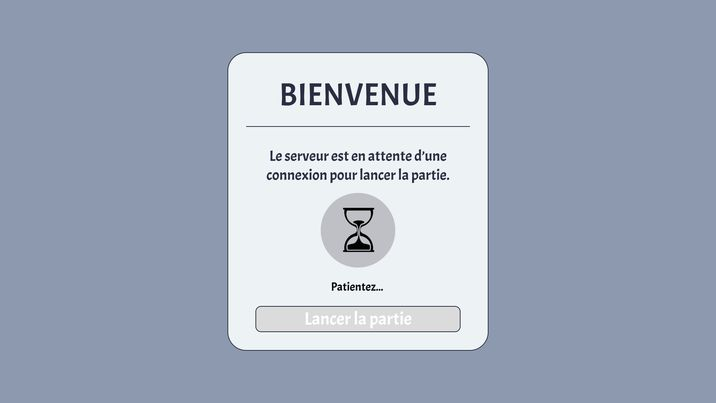 BIENVENUE
Le serveur est en attente d'une
connexion pour lancer la partie.
Patientez...
Lancer la partie